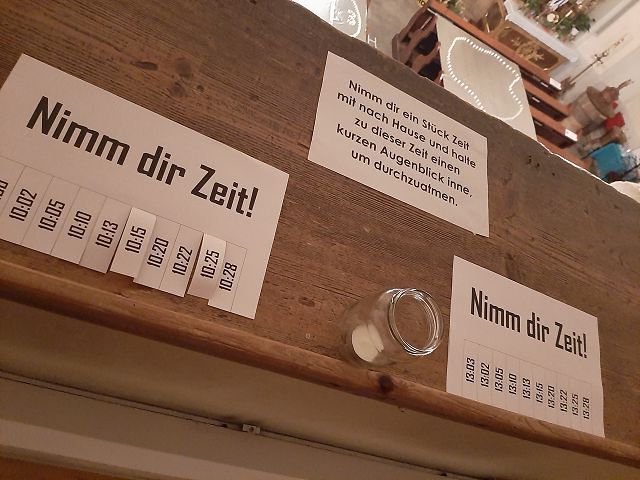 Nimm dir Zeit!
10:02
10:05
10:10
10:13
10:15
10:20
10:22
10:25
10:28
Nimm dir ein Stück Zeit
mit nach Hause und halte
zu dieser Zeit einen
kurzen Augenblick inne,
um durchzuatmen.
Nimm dir Zeit!
13:03
13:02
13:05
13:10
13:13
13:15
13:20
13:22
13:25
13:28